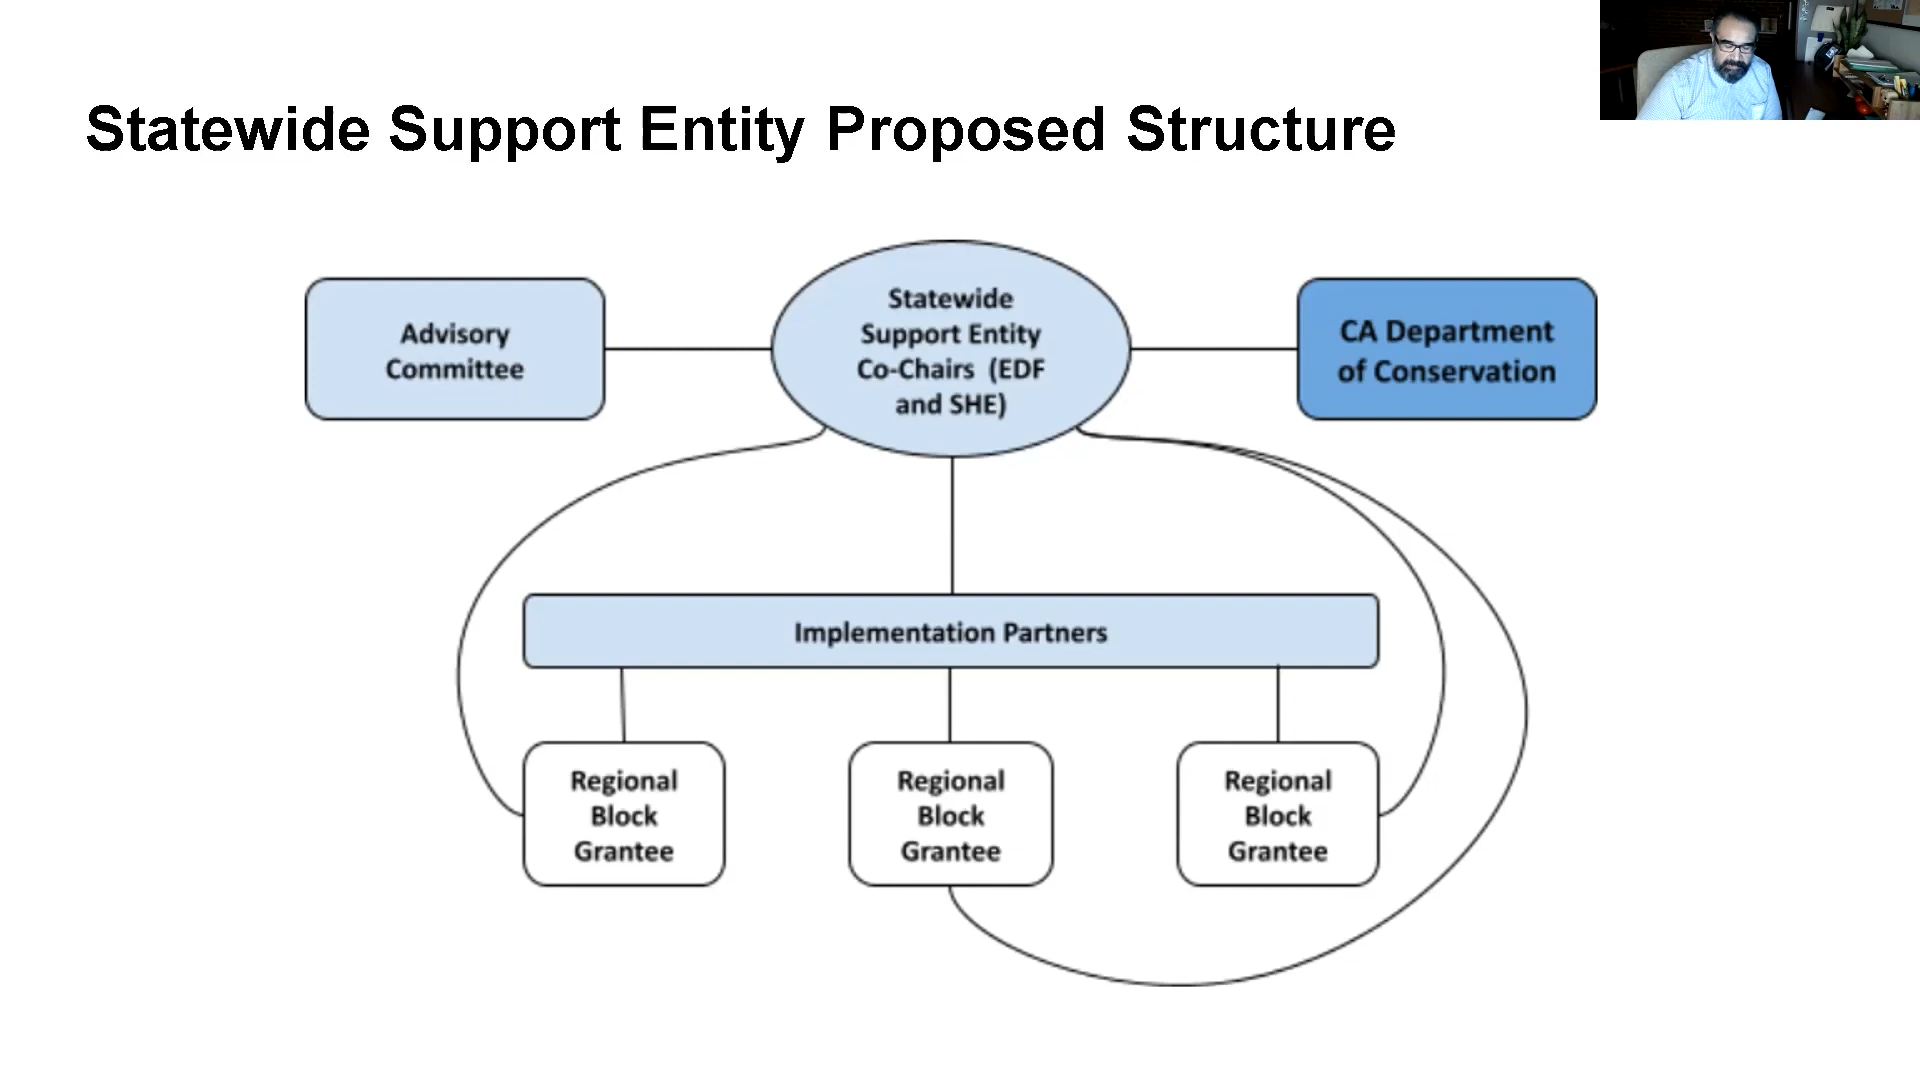 Statewide Support Entity Proposed Structure
Advisory
Committee
Statewide
Support Entity
Co-Chairs (EDF
and SHE)
CA Department
of Conservation
Implementation Partners
Regional
Block
Grantee
Regional
Block
Grantee
Regional
Block
Grantee